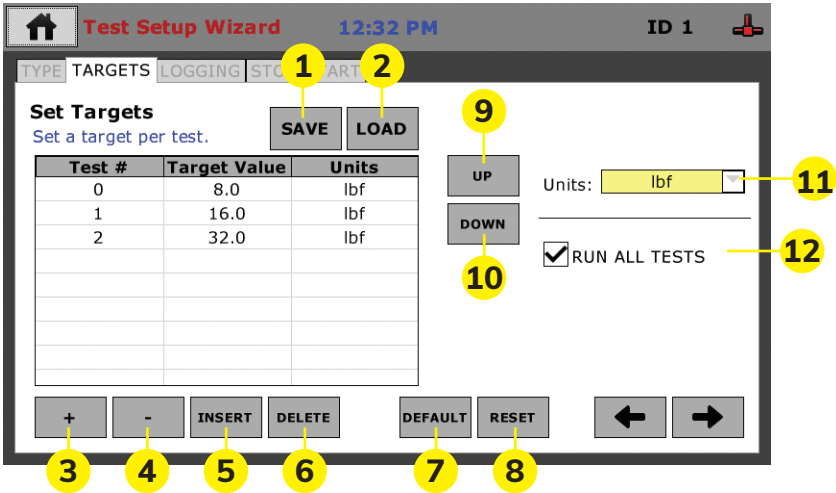 Test Setup Wizard 12:32 PM ID 1
TYPE TARGETS LOGGING
1 2
Set Targets
Set a target per test.
SAVE LOAD
9
Test # Target Value Units
0 8.0 lbf
1 16.0 lbf
2 32.0 lbf
UP
DOWN
10
Units: lbf 11
RUN ALL TESTS 12
+ - INSERT DELETE DEFAULT RESET
3 4 5 6 7 8